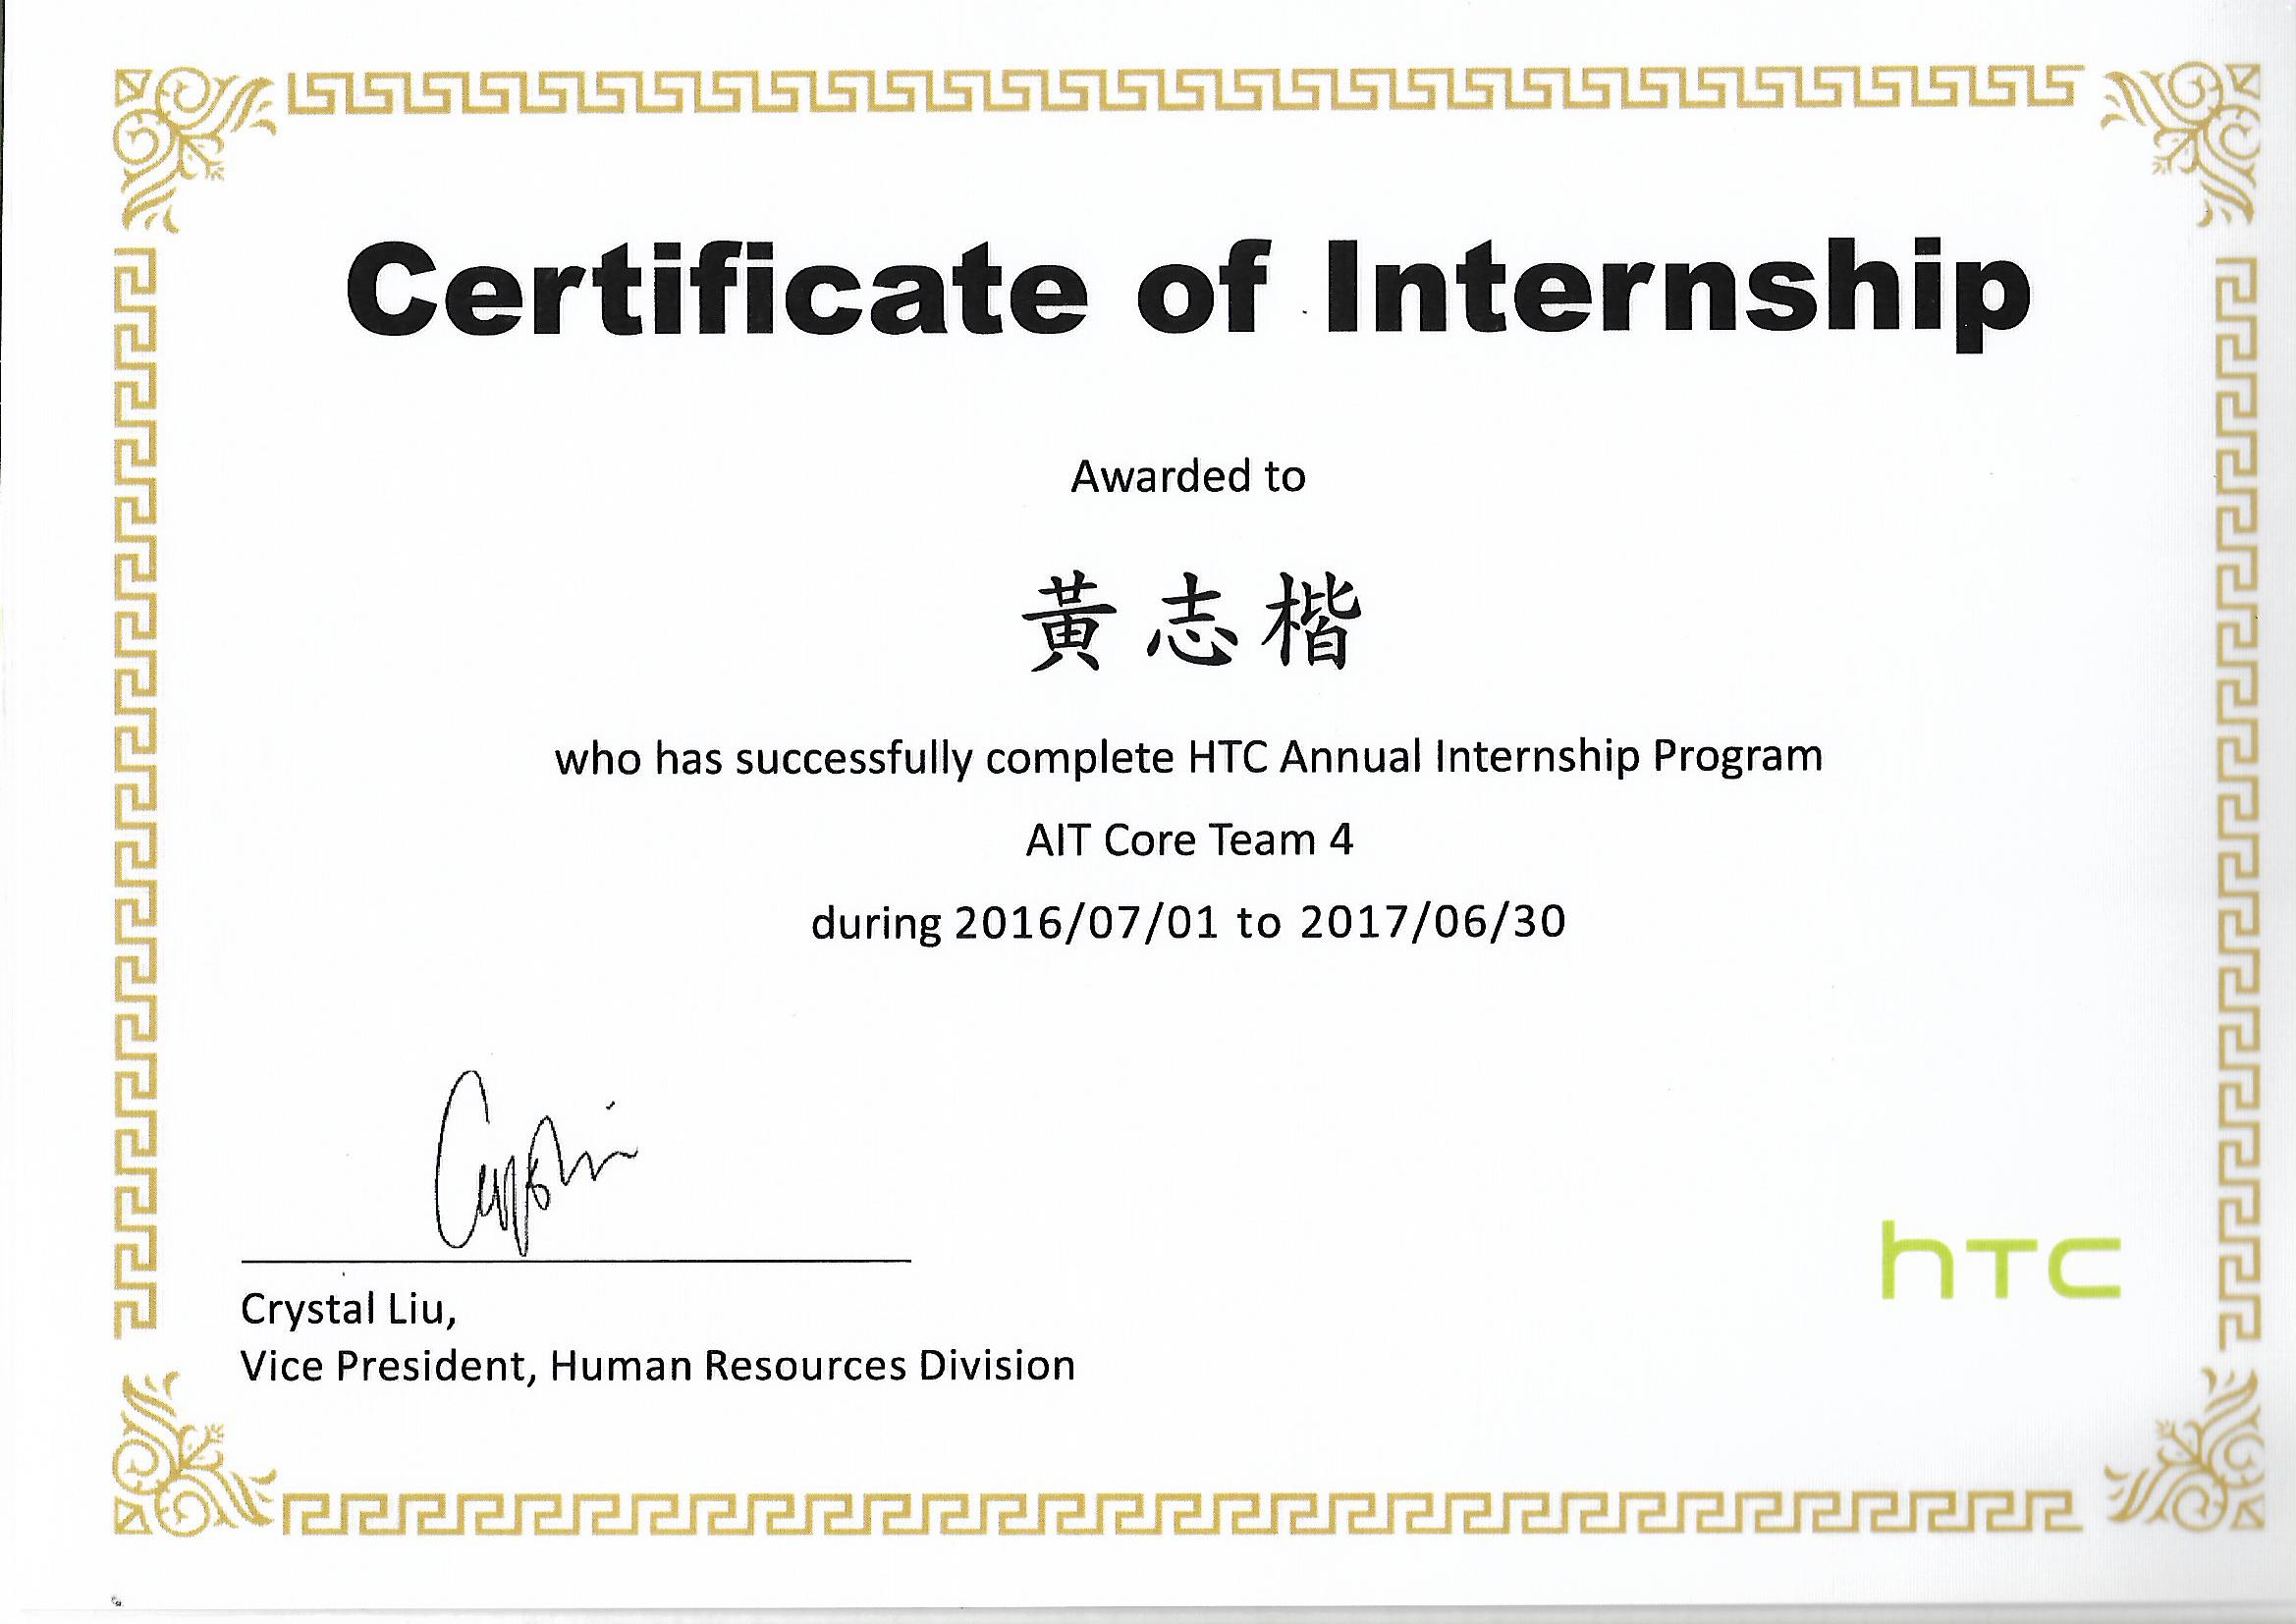 Certificate of Internship
Awarded to
黃志楷
who has successfully complete HTC Annual Internship Program
AIT Core Team 4
during 2016/07/01 to 2017/06/30
Crystal Liu,
Vice President, Human Resources Division
hTC